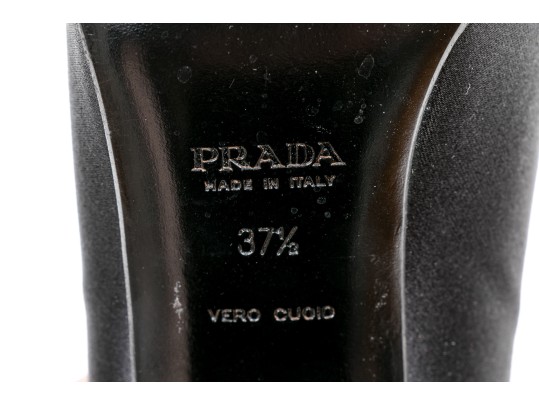 PRADA
MADE IN ITALY
37½
VERO CUOIO